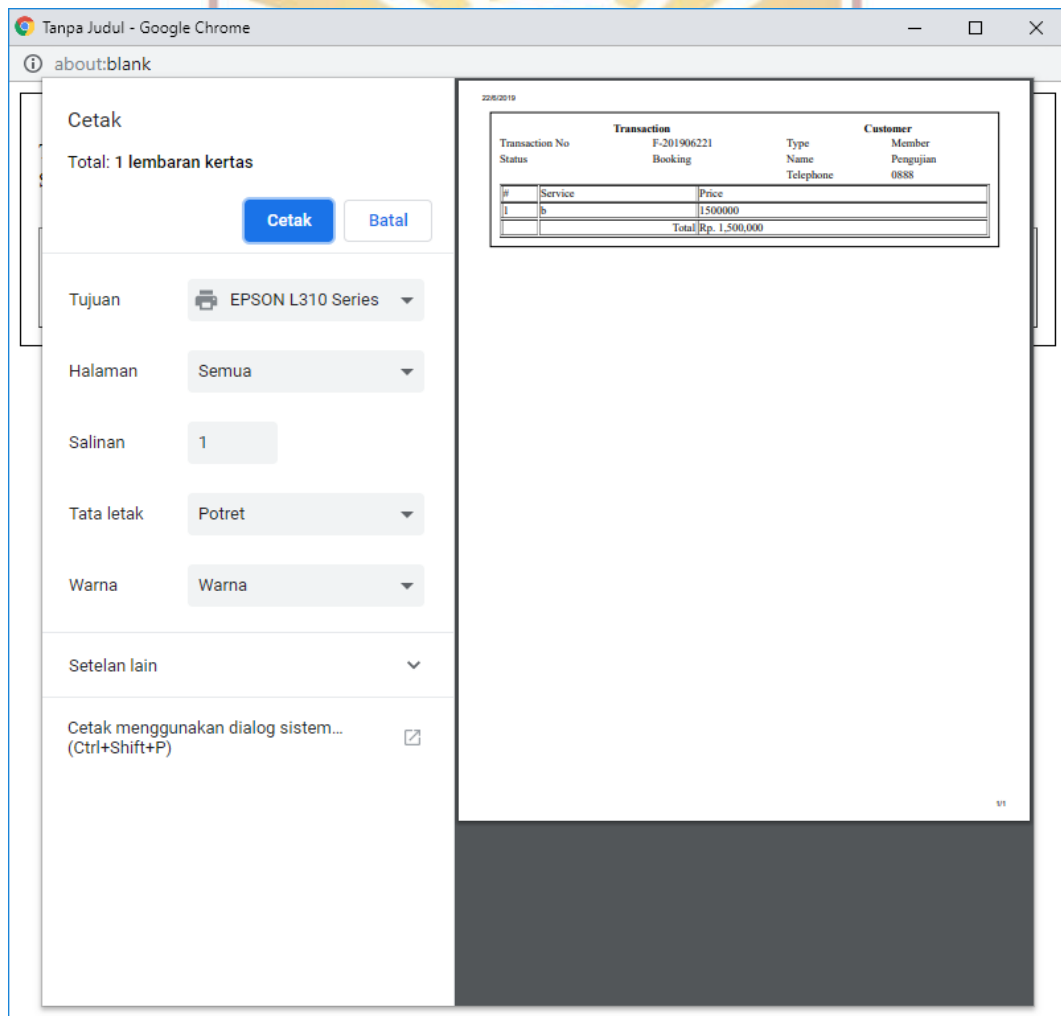 Tanpa Judul - Google Chrome
about:blank
Cetak
Total: 1 lembaran kertas
Cetak Batal
Tujuan EPSON L310 Series
Halaman Semua
Salinan 1
Tata letak Potret
Warna Warna
Setelan lain
Cetak menggunakan dialog sistem...
(Ctrl+Shift+P)
22/6/2019
Transaction Customer
Transaction No F-201906221 Type Member
Status Booking Name Pengujian
Telephone 0888
# Service Price
1 b 1500000
Total Rp. 1,500,000
1/1